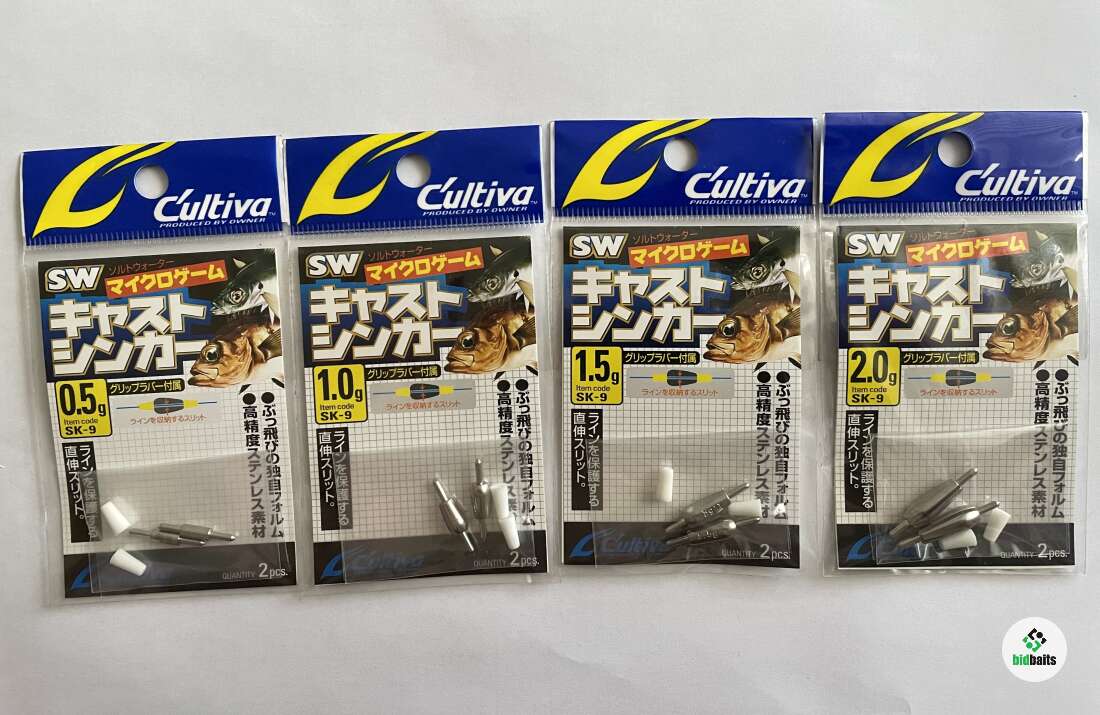 C'ultiva™
PRODUCED BY OWNER
SW
ソルトウォーター
マイクロゲーム
キャスト
シンカー
0.5g
Item code
SK-9
グリップラバー付属
ラインを収納するスリット
●ぶっ飛びの独自フォルム
●高精度ステンレス素材
ラインを保護する
直伸スリット。
C'ultiva
QUANTITY 2pcs.
C'ultiva™
PRODUCED BY OWNER
SW
ソルトウォーター
マイクロゲーム
キャスト
シンカー
1.0g
Item code
SK-9
グリップラバー付属
ラインを収納するスリット
●ぶっ飛びの独自フォルム
●高精度ステンレス素材
ラインを保護する
直伸スリット。
C'ultiva
QUANTITY 2pcs.
C'ultiva™
PRODUCED BY OWNER
SW
ソルトウォーター
マイクロゲーム
キャスト
シンカー
1.5g
Item code
SK-9
グリップラバー付属
ラインを収納するスリット
●ぶっ飛びの独自フォルム
●高精度ステンレス素材
ラインを保護する
直伸スリット。
C'ultiva
QUANTITY 2pcs.
C'ultiva™
PRODUCED BY OWNER
SW
ソルトウォーター
マイクロゲーム
キャスト
シンカー
2.0g
Item code
SK-9
グリップラバー付属
ラインを収納するスリット
●ぶっ飛びの独自フォルム
●高精度ステンレス素材
ラインを保護する
直伸スリット。
C'ultiva
QUANTITY 2pcs.
bidbaits